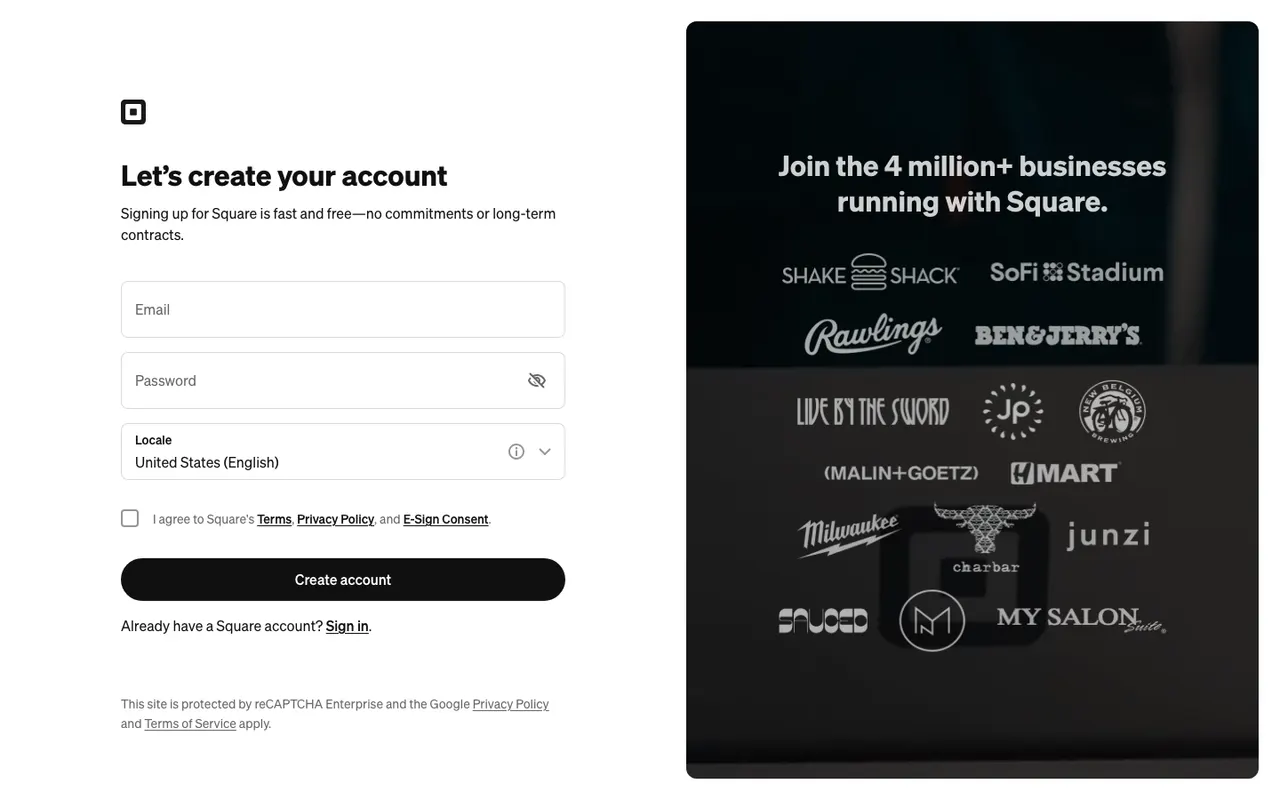 Let’s create your account
Signing up for Square is fast and free—no commitments or long-term
contracts.
Email
Password
Locale
United States (English)
I agree to Square's Terms, Privacy Policy, and E-Sign Consent.
Create account
Already have a Square account? Sign in.
This site is protected by reCAPTCHA Enterprise and the Google Privacy Policy
and Terms of Service apply.
Join the 4 million+ businesses
running with Square.
SHAKE SHACK
SoFi Stadium
Rawlings®
BEN&JERRY'S
LIVE BY THE SWORD
Jp
NEW BELGIUM
BREWING
(MALIN+GOETZ)
H MART
Milwaukee
charbar
junzi
SAUCED
MY SALON
Suite®